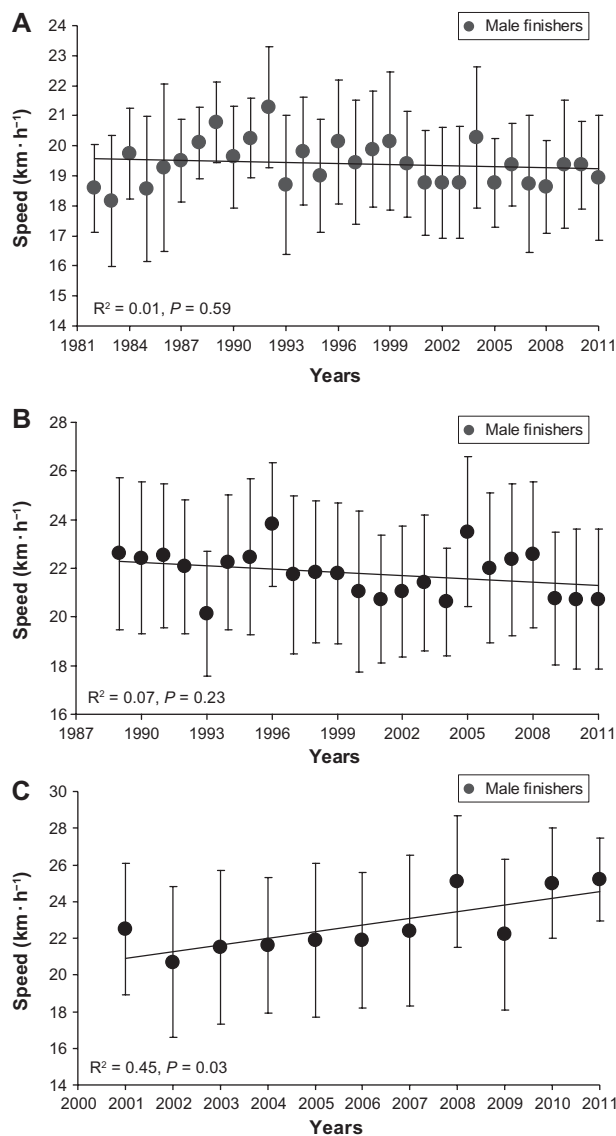 A
Male finishers
Speed (km · h⁻¹)
24
23
22
21
20
19
18
17
16
15
14
R² = 0.01, P = 0.59
1981 1984 1987 1990 1993 1996 1999 2002 2005 2008 2011
Years
B
Male finishers
Speed (km · h⁻¹)
28
26
24
22
20
18
16
R² = 0.07, P = 0.23
1987 1990 1993 1996 1999 2002 2005 2008 2011
Years
C
Male finishers
Speed (km · h⁻¹)
30
28
26
24
22
20
18
16
14
R² = 0.45, P = 0.03
2000 2001 2002 2003 2004 2005 2006 2007 2008 2009 2010 2011
Years